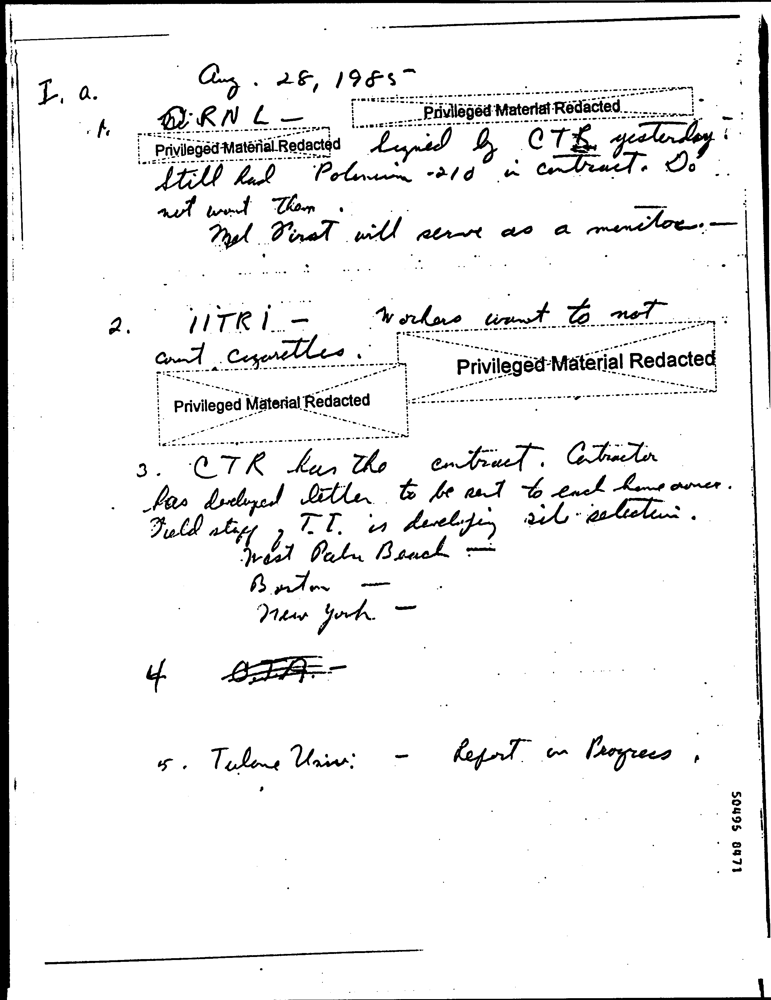 Aug. 28, 1985
I. a.
1. ORNL - Privileged Material Redacted
Privileged Material Redacted Signed by CTR yesterday.
Still had Polonium-210 in contract. Do
not want them.
Mel First will serve as a monitor. -
2. IITRI - Workers want to not
count cigarettes. Privileged Material Redacted
Privileged Material Redacted
3. CTR has the contract. Contractor
has developed letter to be sent to each home owner.
Field staff, T.I. is developing site selection.
West Palm Beach -
Boston -
New York -
4
5. Tulane Univ. - Report in Progress.
50495 8471